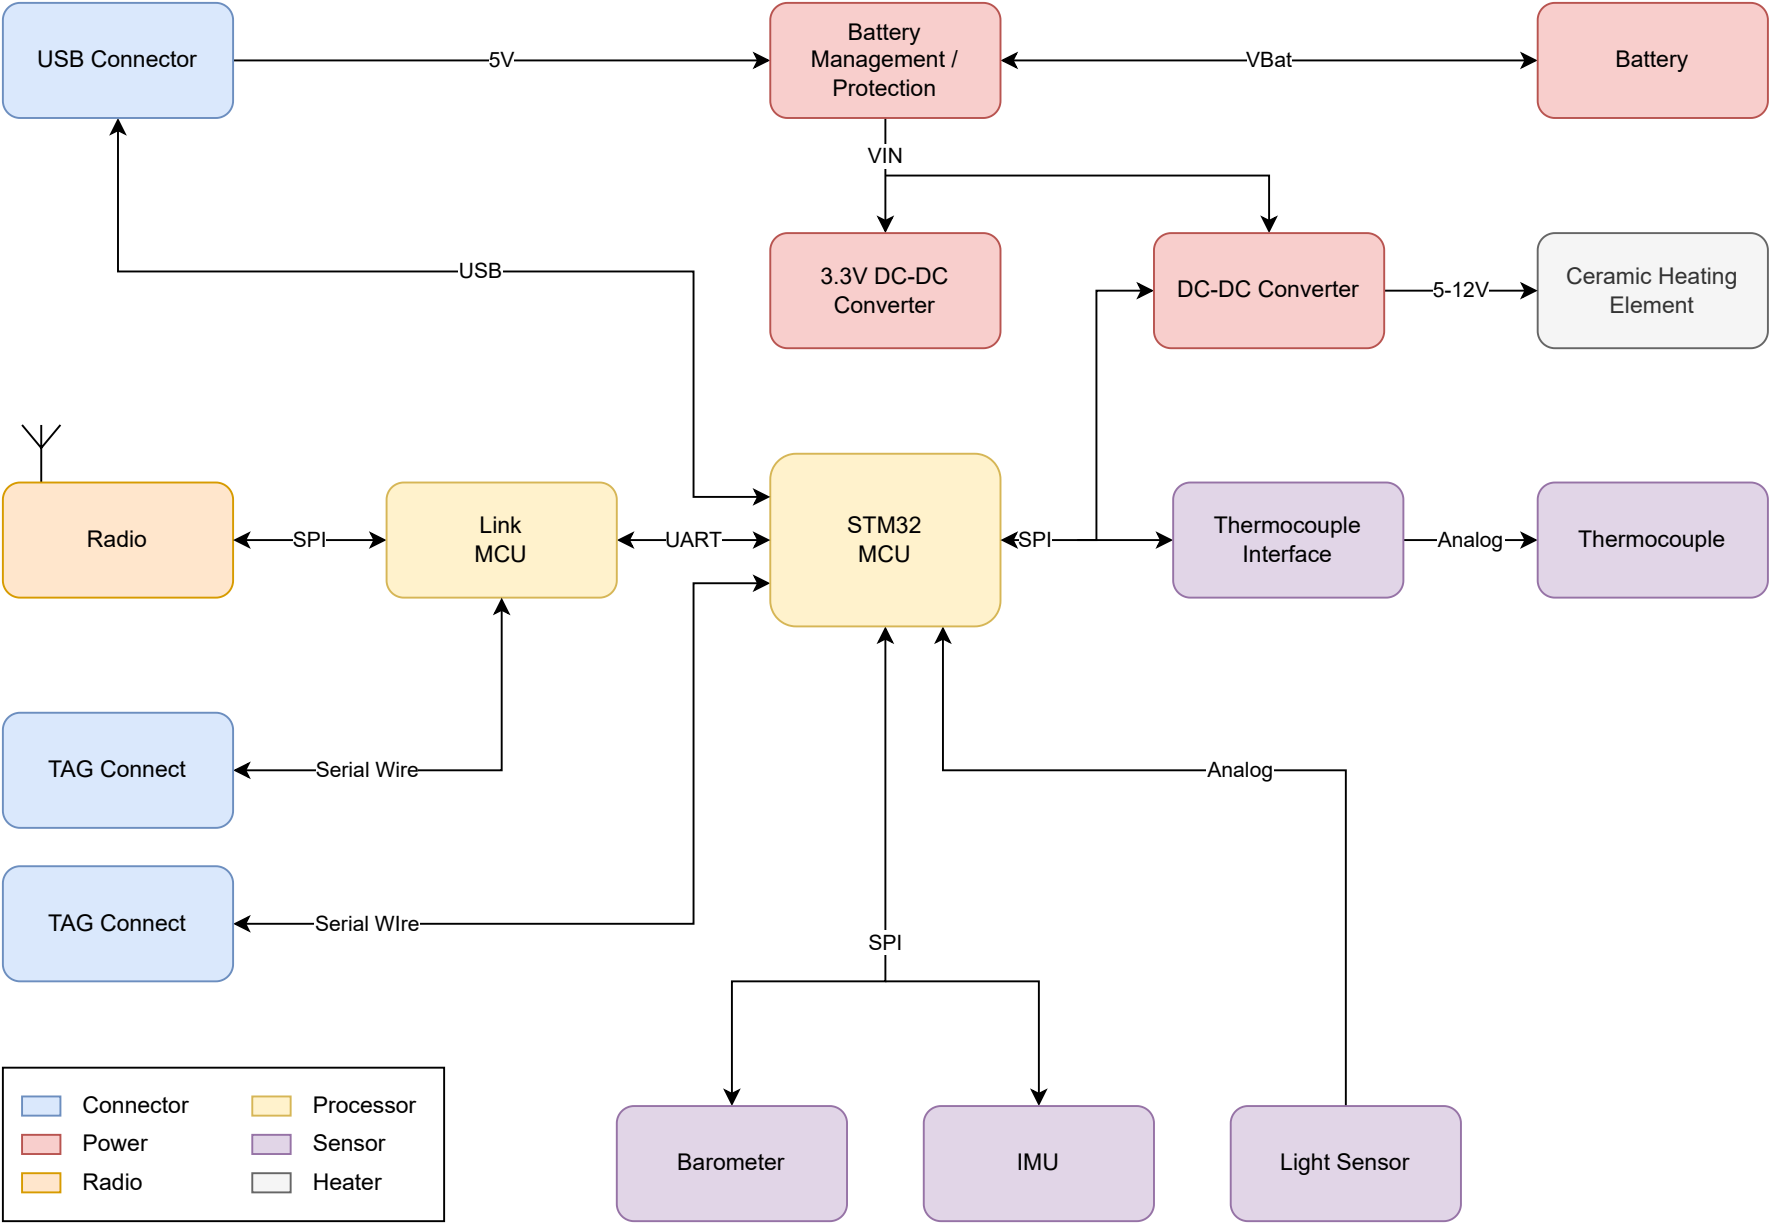 USB Connector
5V
Battery
Management /
Protection
VBat
Battery
VIN
USB
3.3V DC-DC
Converter
DC-DC Converter
5-12V
Ceramic Heating
Element
Radio
SPI
Link
MCU
UART
STM32
MCU
SPI
Thermocouple
Interface
Analog
Thermocouple
TAG Connect
Serial Wire
Analog
TAG Connect
Serial WIre
SPI
Connector
Processor
Power
Sensor
Radio
Heater
Barometer
IMU
Light Sensor